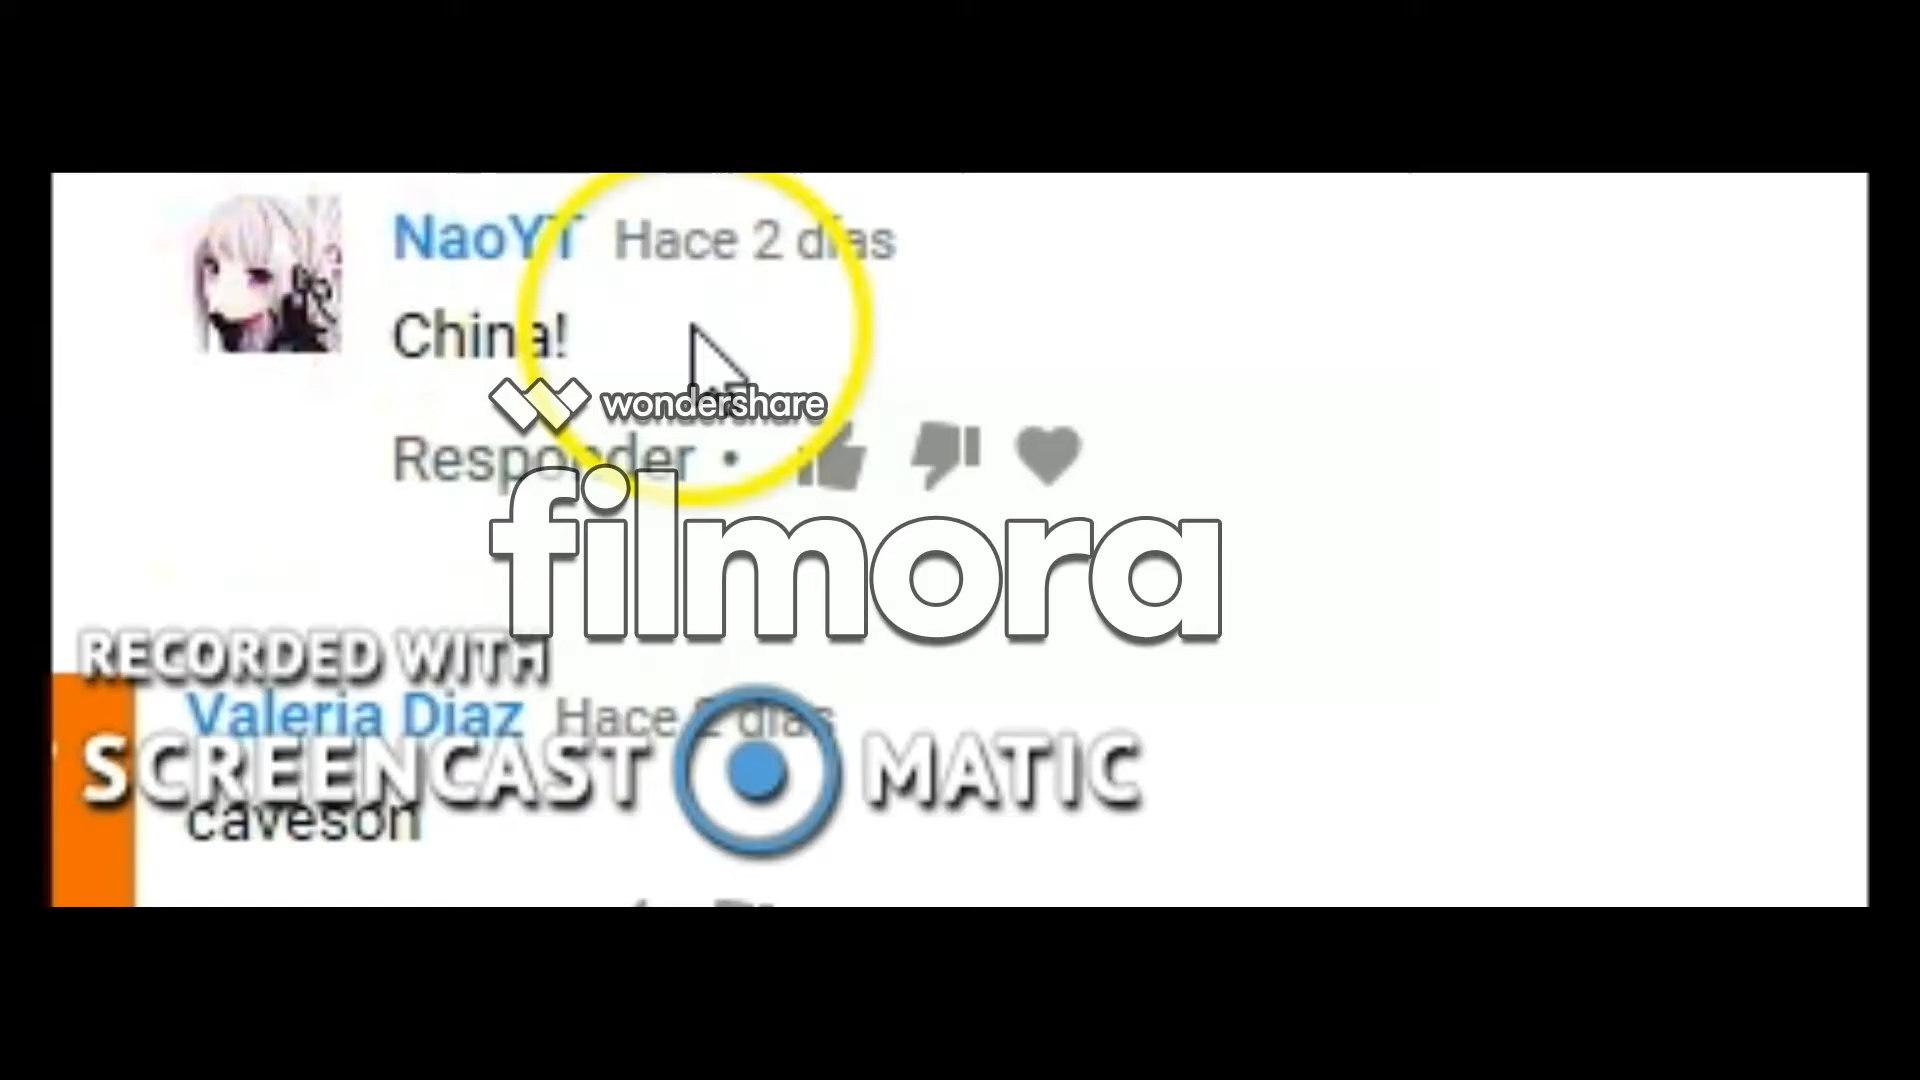 NaoYT Hace 2 días
China!
wondershare
Responder •
filmora
RECORDED WITH
Valeria Diaz Hace 2 días
SCREENCAST MATIC
caveson